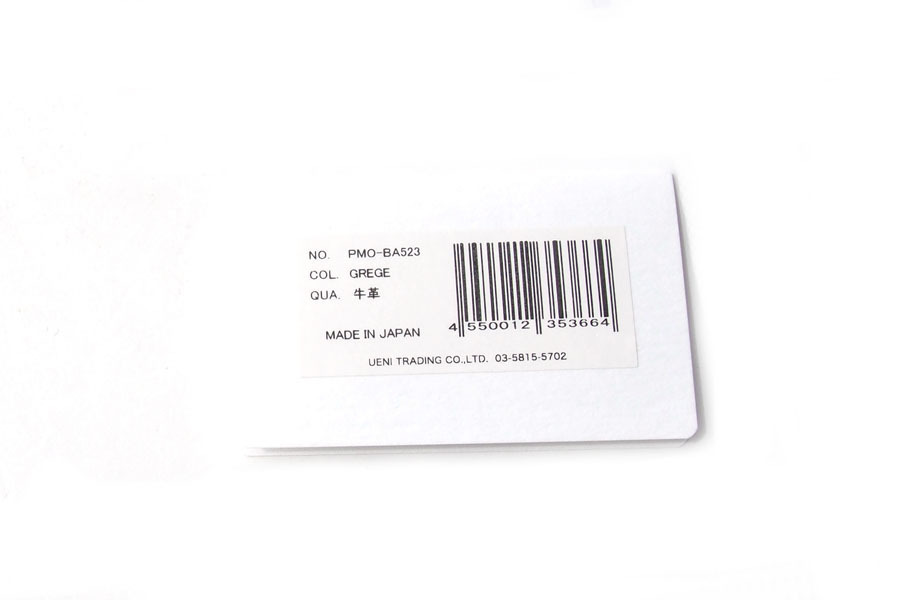 NO. PMO-BA523
COL. GREGE
QUA. 牛革
4 550012 353664
MADE IN JAPAN
UENI TRADING CO.,LTD. 03-5815-5702